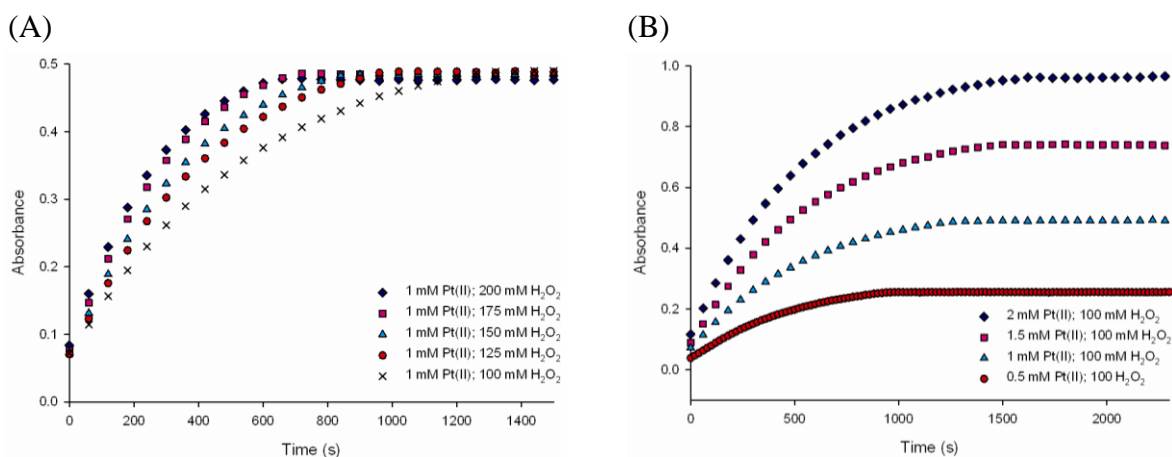 (A)
0.5
0.4
0.3
0.2
0.1
0.0
Absorbance
1 mM Pt(II); 200 mM H₂O₂
1 mM Pt(II); 175 mM H₂O₂
1 mM Pt(II); 150 mM H₂O₂
1 mM Pt(II); 125 mM H₂O₂
1 mM Pt(II); 100 mM H₂O₂
0 200 400 600 800 1000 1200 1400
Time (s)
(B)
1.0
0.8
0.6
0.4
0.2
0.0
Absorbance
2 mM Pt(II); 100 mM H₂O₂
1.5 mM Pt(II); 100 mM H₂O₂
1 mM Pt(II); 100 mM H₂O₂
0.5 mM Pt(II); 100 H₂O₂
0 500 1000 1500 2000
Time (s)